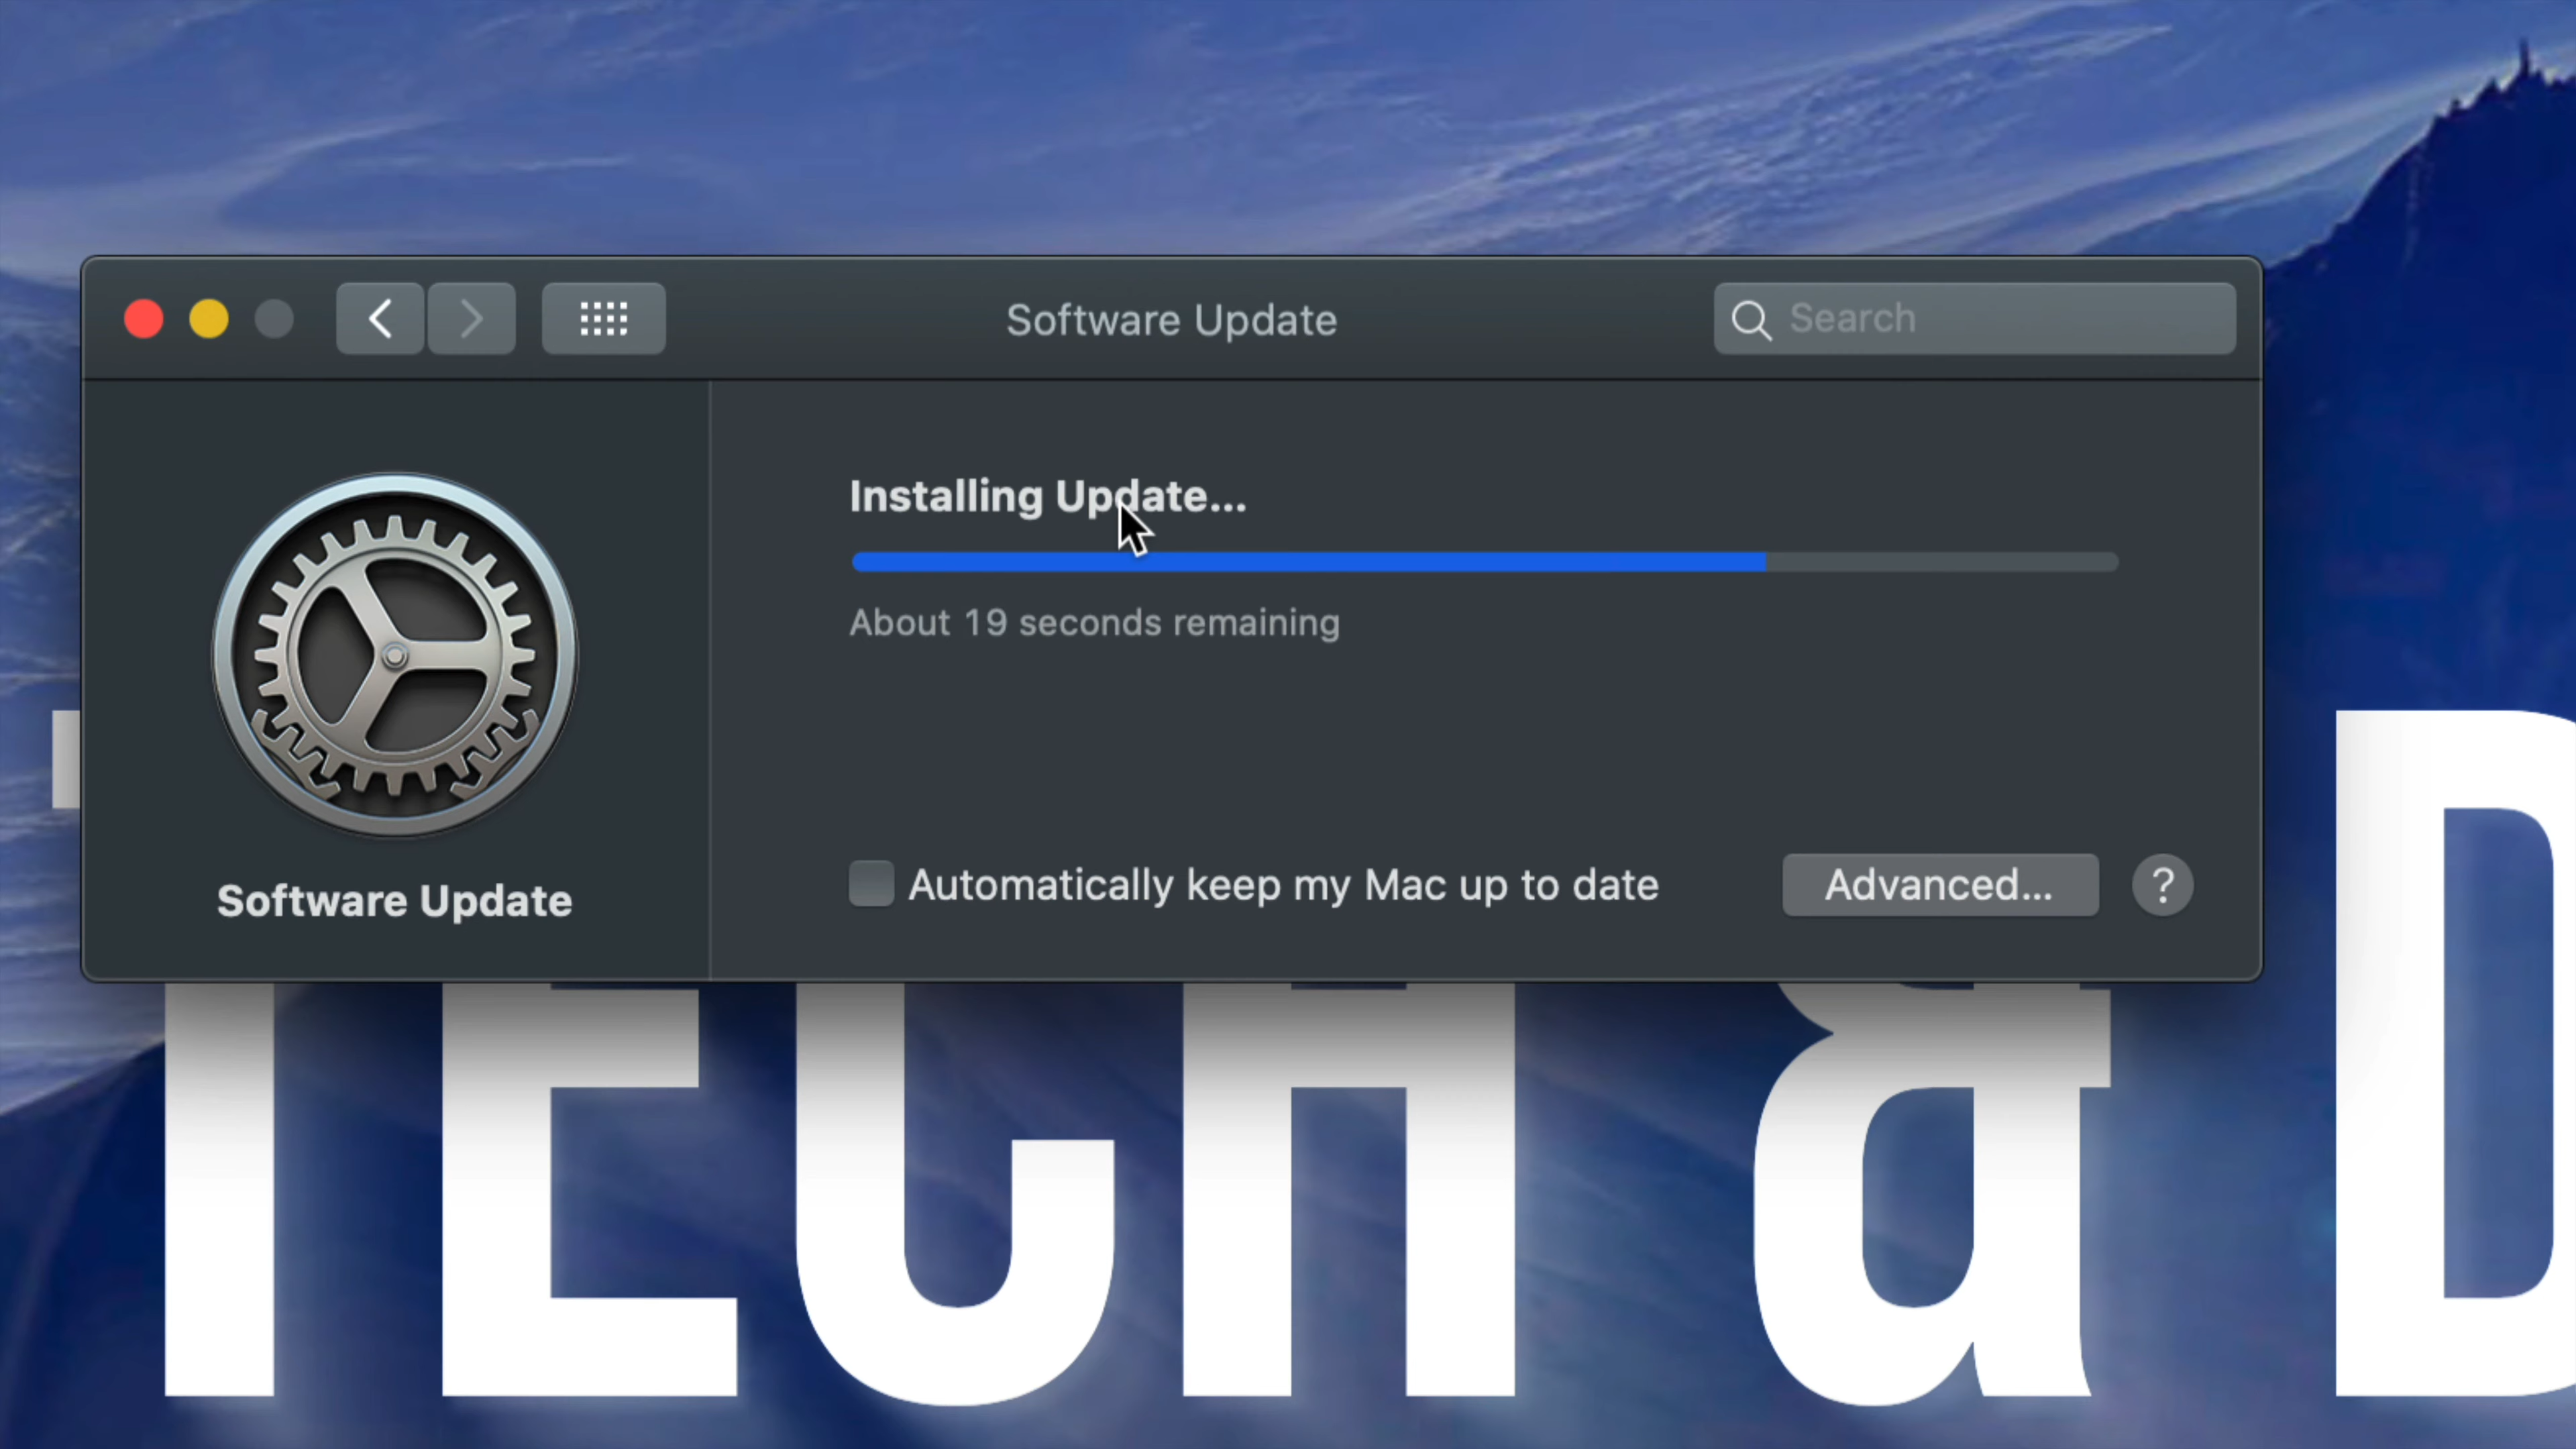 Software Update
Search
Installing Update...
About 19 seconds remaining
Software Update
Automatically keep my Mac up to date
Advanced...
?
TECH & D